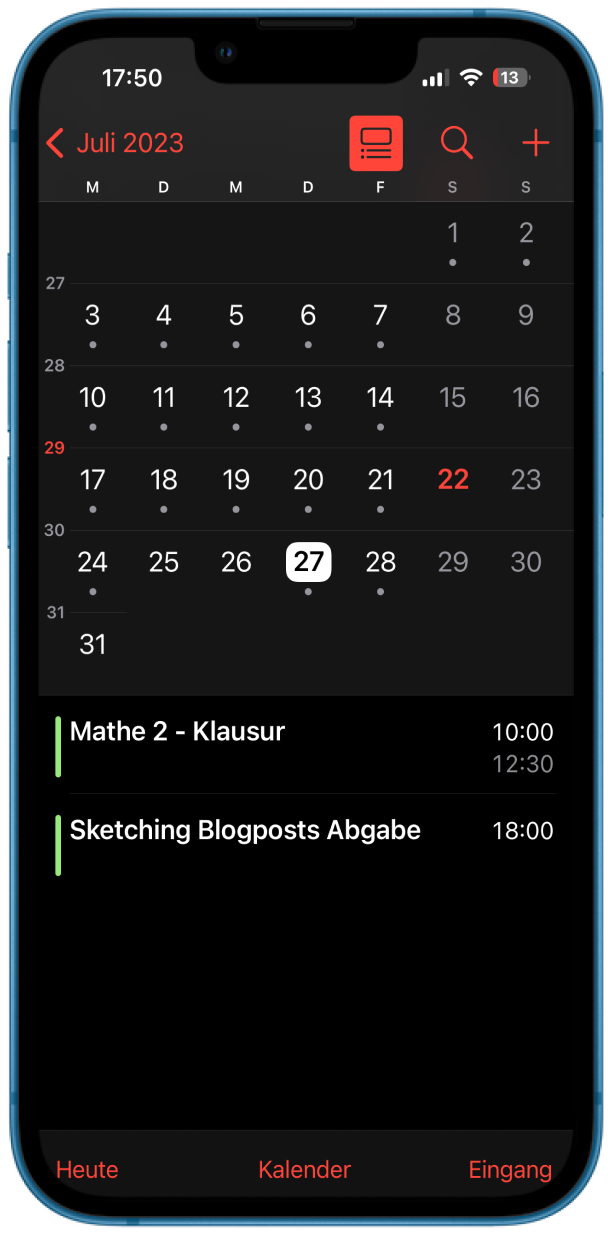 17:50
13
Juli 2023
M D M D F S S
1 2
27
3 4 5 6 7 8 9
28
10 11 12 13 14 15 16
29
17 18 19 20 21 22 23
30
24 25 26 27 28 29 30
31
31
Mathe 2 - Klausur 10:00
12:30
Sketching Blogposts Abgabe 18:00
Heute Kalender Eingang